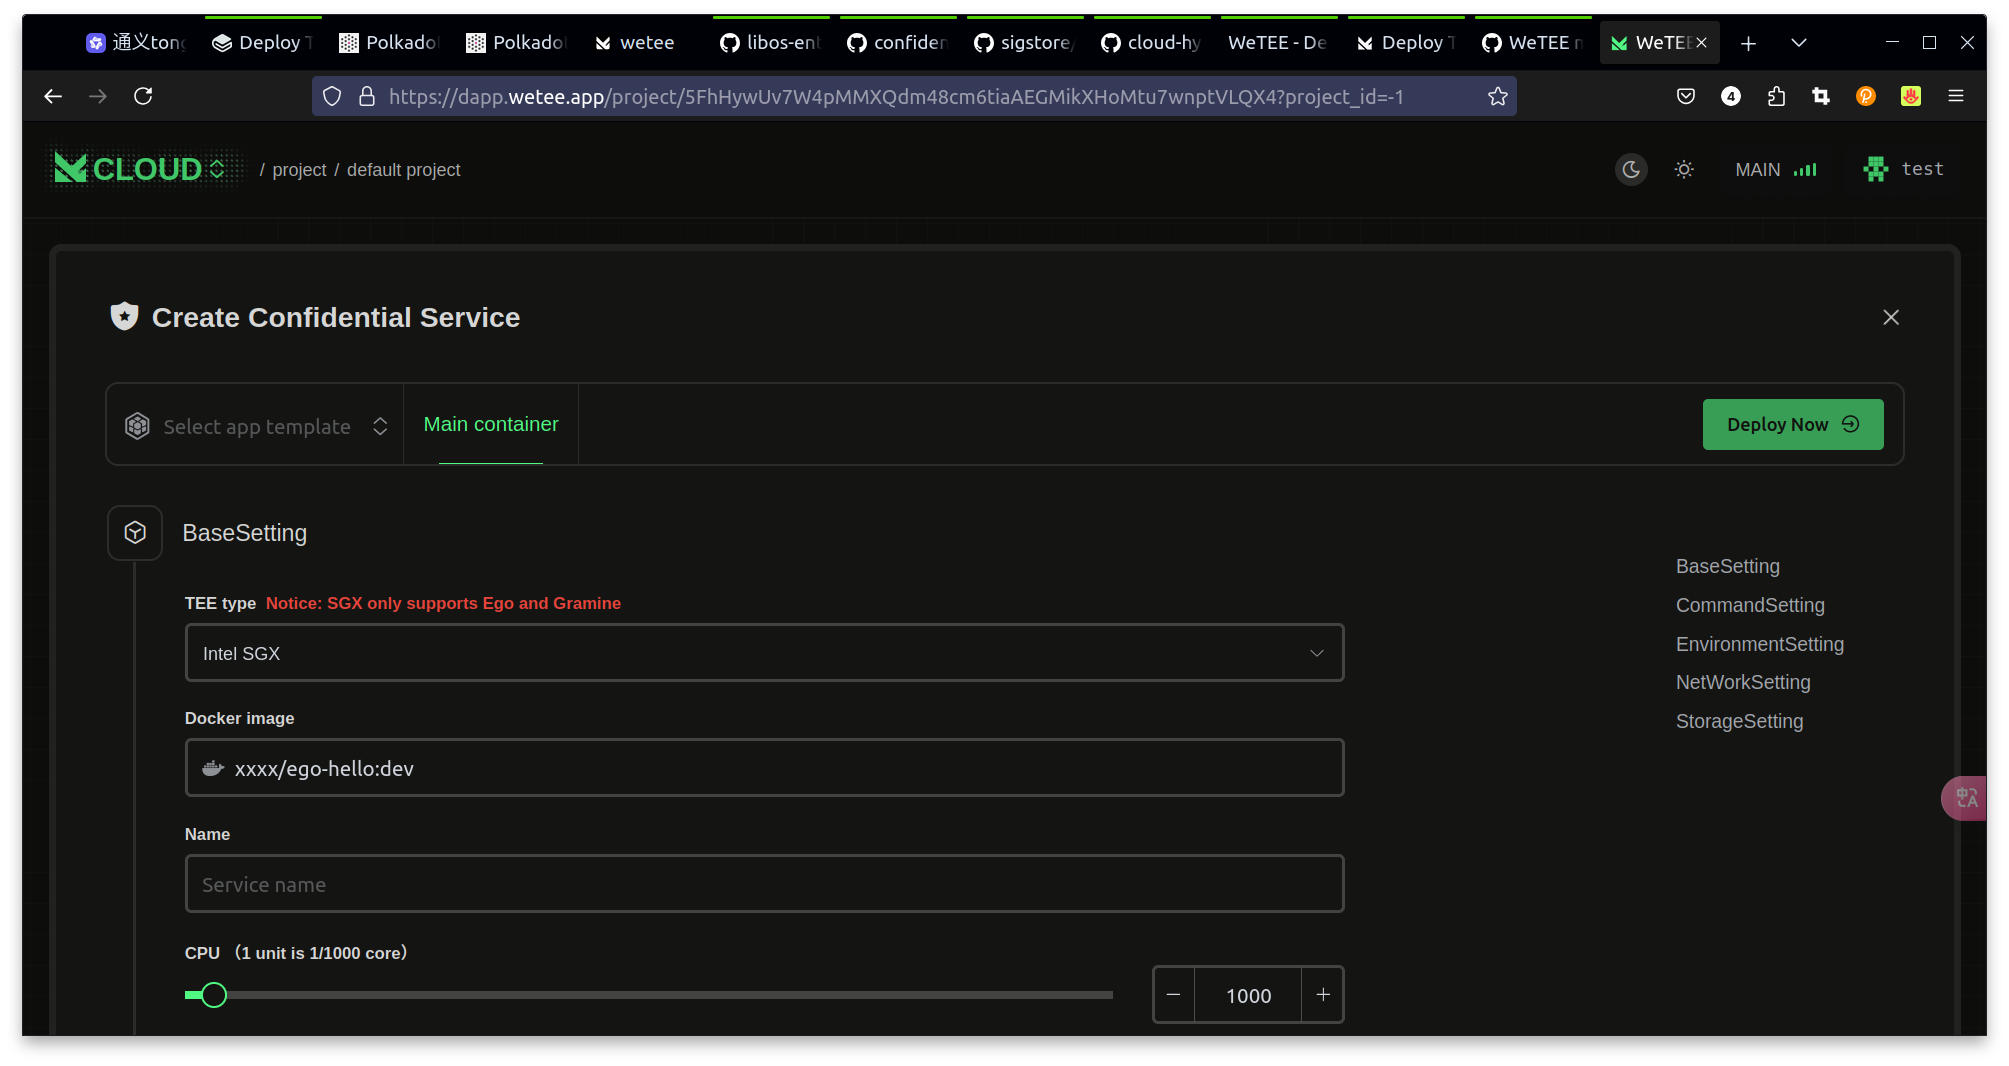 通义tong
Deploy T
Polkado
Polkado
wetee
libos-ent
confiden
sigstore/
cloud-hy
WeTEE - De
Deploy T
WeTEE n
WeTEE
https://dapp.wetee.app/project/5FhHywUv7W4pMMXQdm48cm6tiaAEGMikXHoMtu7wnptVLQX4?project_id=-1
4
CLOUD / project / default project
MAIN test
Create Confidential Service
Select app template Main container Deploy Now
BaseSetting
TEE type Notice: SGX only supports Ego and Gramine
Intel SGX
Docker image
xxxx/ego-hello:dev
Name
Service name
CPU （1 unit is 1/1000 core）
1000
BaseSetting
CommandSetting
EnvironmentSetting
NetWorkSetting
StorageSetting